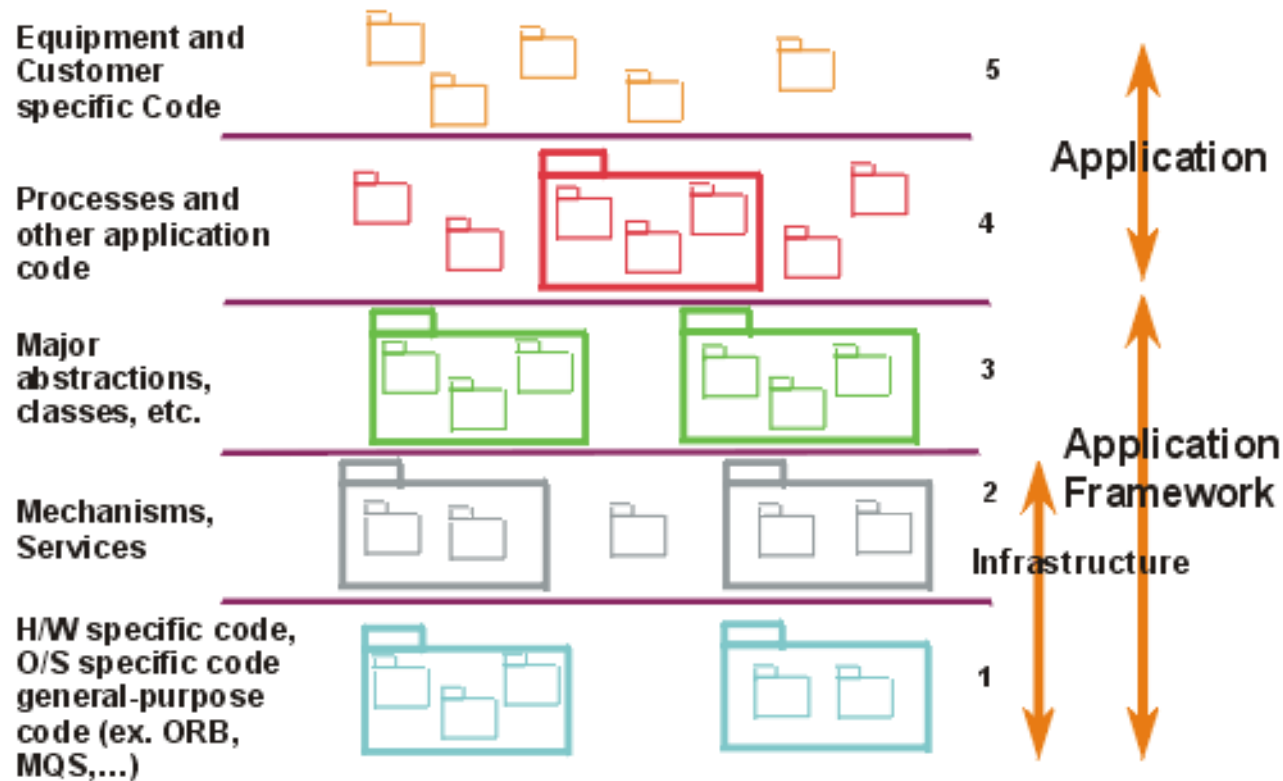 Equipment and
Customer
specific Code
5
Application
Processes and
other application
code
4
Major
abstractions,
classes, etc.
3
Application
Framework
Mechanisms,
Services
2
Infrastructure
H/W specific code,
O/S specific code
general-purpose
code (ex. ORB,
MQS,...)
1